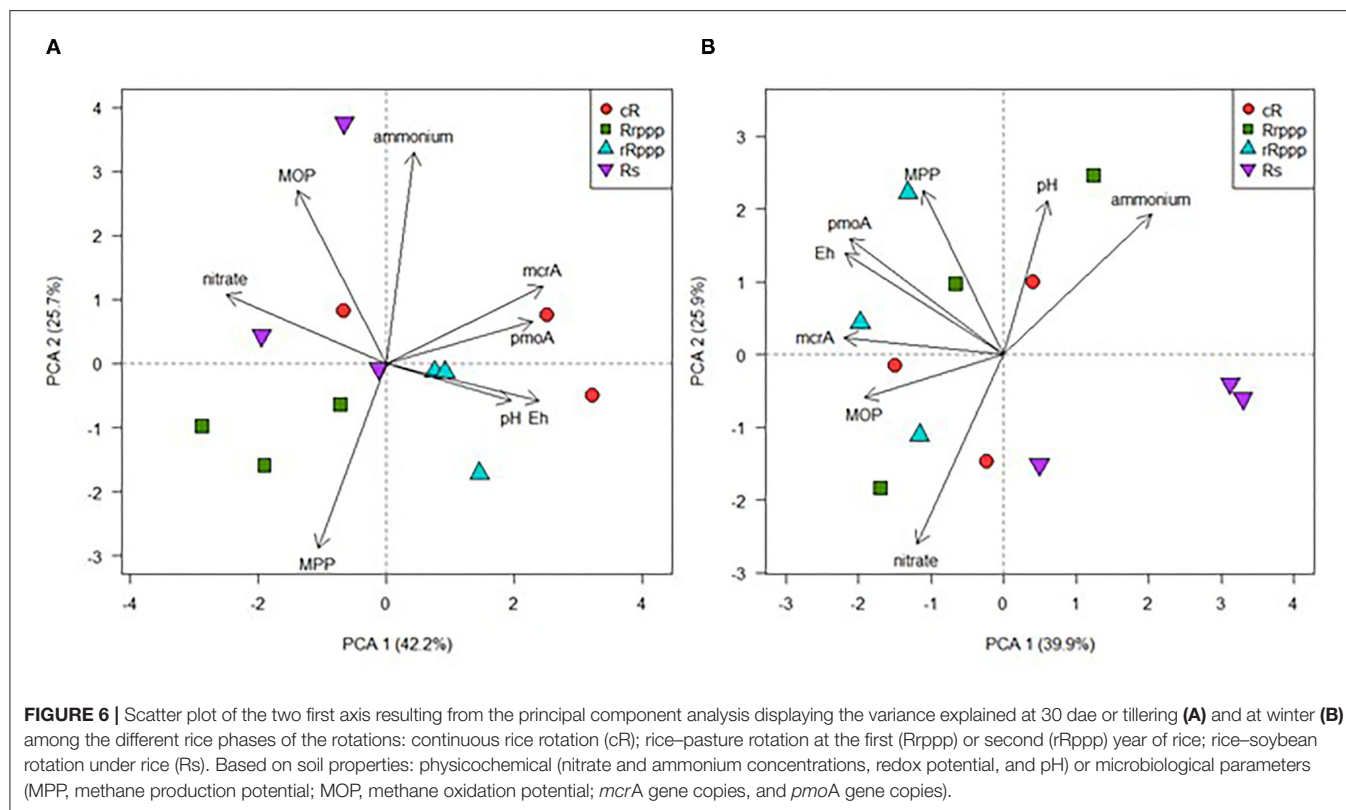 A
B
4
3
2
1
0
-1
-2
-3
-4
-2
0
2
4
PCA 2 (25.7%)
PCA 1 (42.2%)
ammonium
MOP
nitrate
mcrA
pmoA
pH Eh
MPP
cR
Rrppp
rRppp
Rs
3
2
1
0
-1
-2
-3
-3
-2
-1
0
1
2
3
4
PCA 2 (25.9%)
PCA 1 (39.9%)
MPP
pH
ammonium
pmoA
Eh
mcrA
MOP
nitrate
cR
Rrppp
rRppp
Rs
FIGURE 6 | Scatter plot of the two first axis resulting from the principal component analysis displaying the variance explained at 30 dae or tillering (A) and at winter (B)
among the different rice phases of the rotations: continuous rice rotation (cR); rice–pasture rotation at the first (Rrppp) or second (rRppp) year of rice; rice–soybean
rotation under rice (Rs). Based on soil properties: physicochemical (nitrate and ammonium concentrations, redox potential, and pH) or microbiological parameters
(MPP, methane production potential; MOP, methane oxidation potential; mcrA gene copies, and pmoA gene copies).